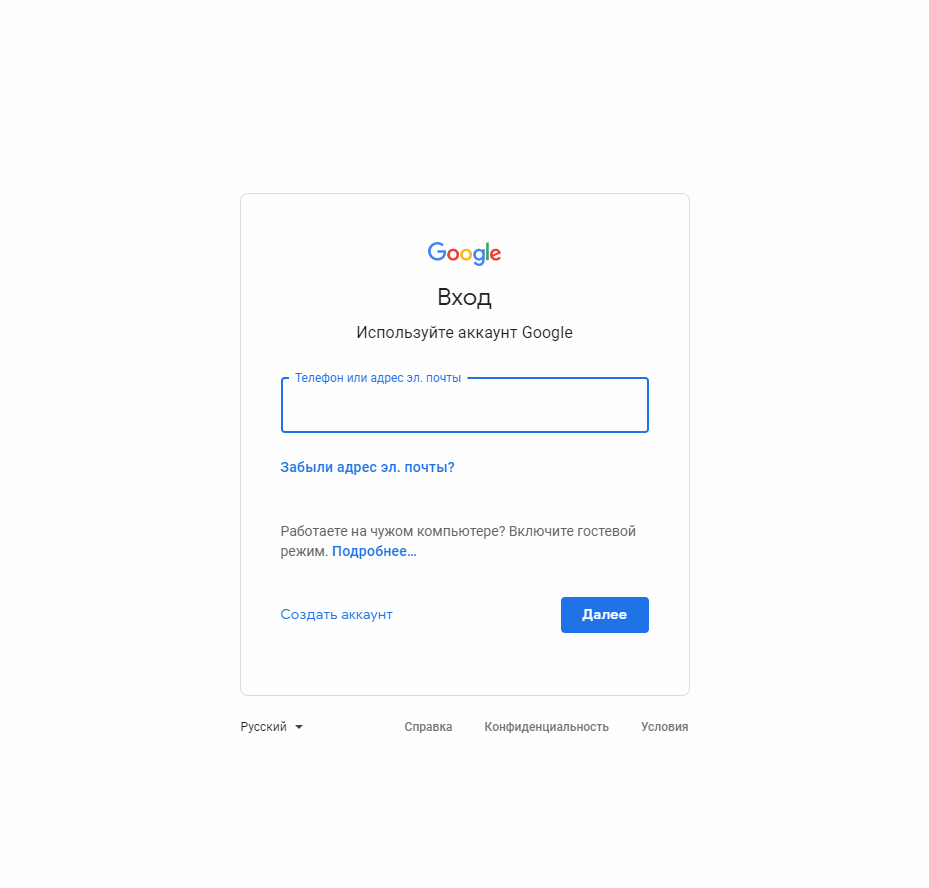 Google
Вход
Используйте аккаунт Google
Телефон или адрес эл. почты
Забыли адрес эл. почты?
Работаете на чужом компьютере? Включите гостевой
режим. Подробнее…
Создать аккаунт Далее
Русский Справка Конфиденциальность Условия